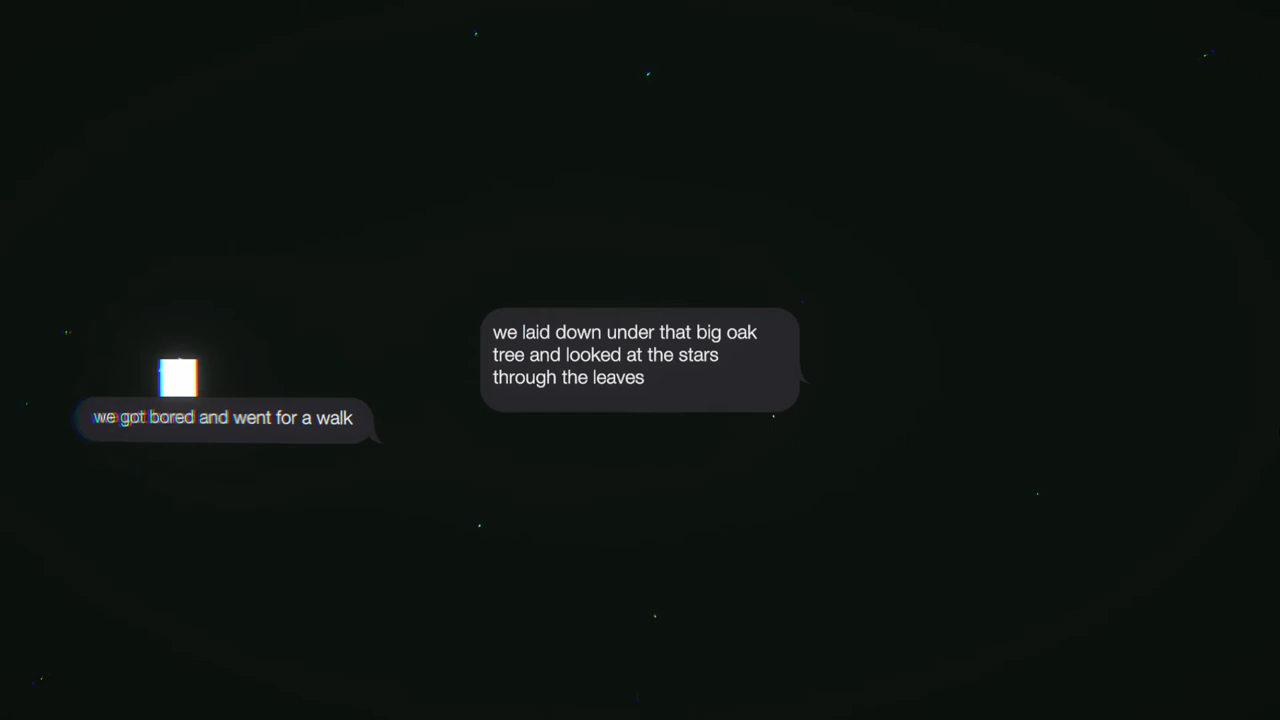 we got bored and went for a walk
we laid down under that big oak
tree and looked at the stars
through the leaves